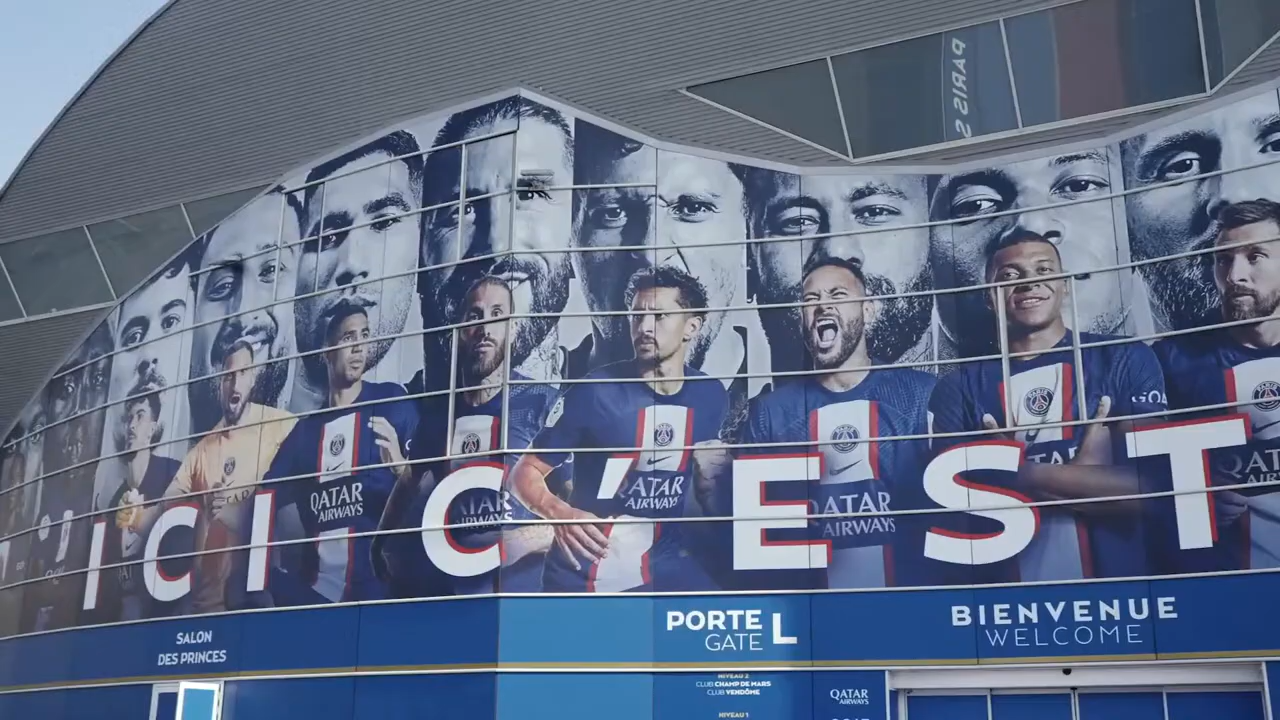 PARIS S
ICI C'EST
QATAR
AIRWAYS
QATAR
AIRWAYS
QATAR
AIRWAYS
QATAR
AIRWAYS
SALON
DES PRINCES
PORTE L
GATE
BIENVENUE
WELCOME
NIVEAU 2
CLUB CHAMP DE MARS
CLUB VENDÔME
NIVEAU 1
QATAR
AIRWAYS